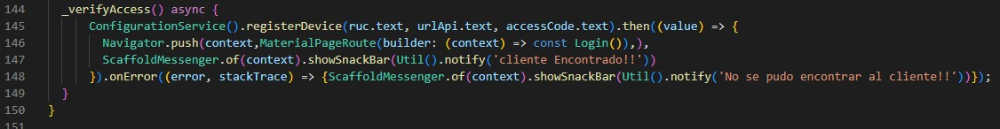 144 _verifyAccess() async {
145 ConfigurationService().registerDevice(ruc.text, urlApi.text, accessCode.text).then((value) => {
146 Navigator.push(context,MaterialPageRoute(builder: (context) => const Login()),),
147 ScaffoldMessenger.of(context).showSnackBar(Util().notify('cliente Encontrado!!'))
148 }).onError((error, stackTrace) => {ScaffoldMessenger.of(context).showSnackBar(Util().notify('No se pudo encontrar al cliente!!'))});
149 }
150 }
151